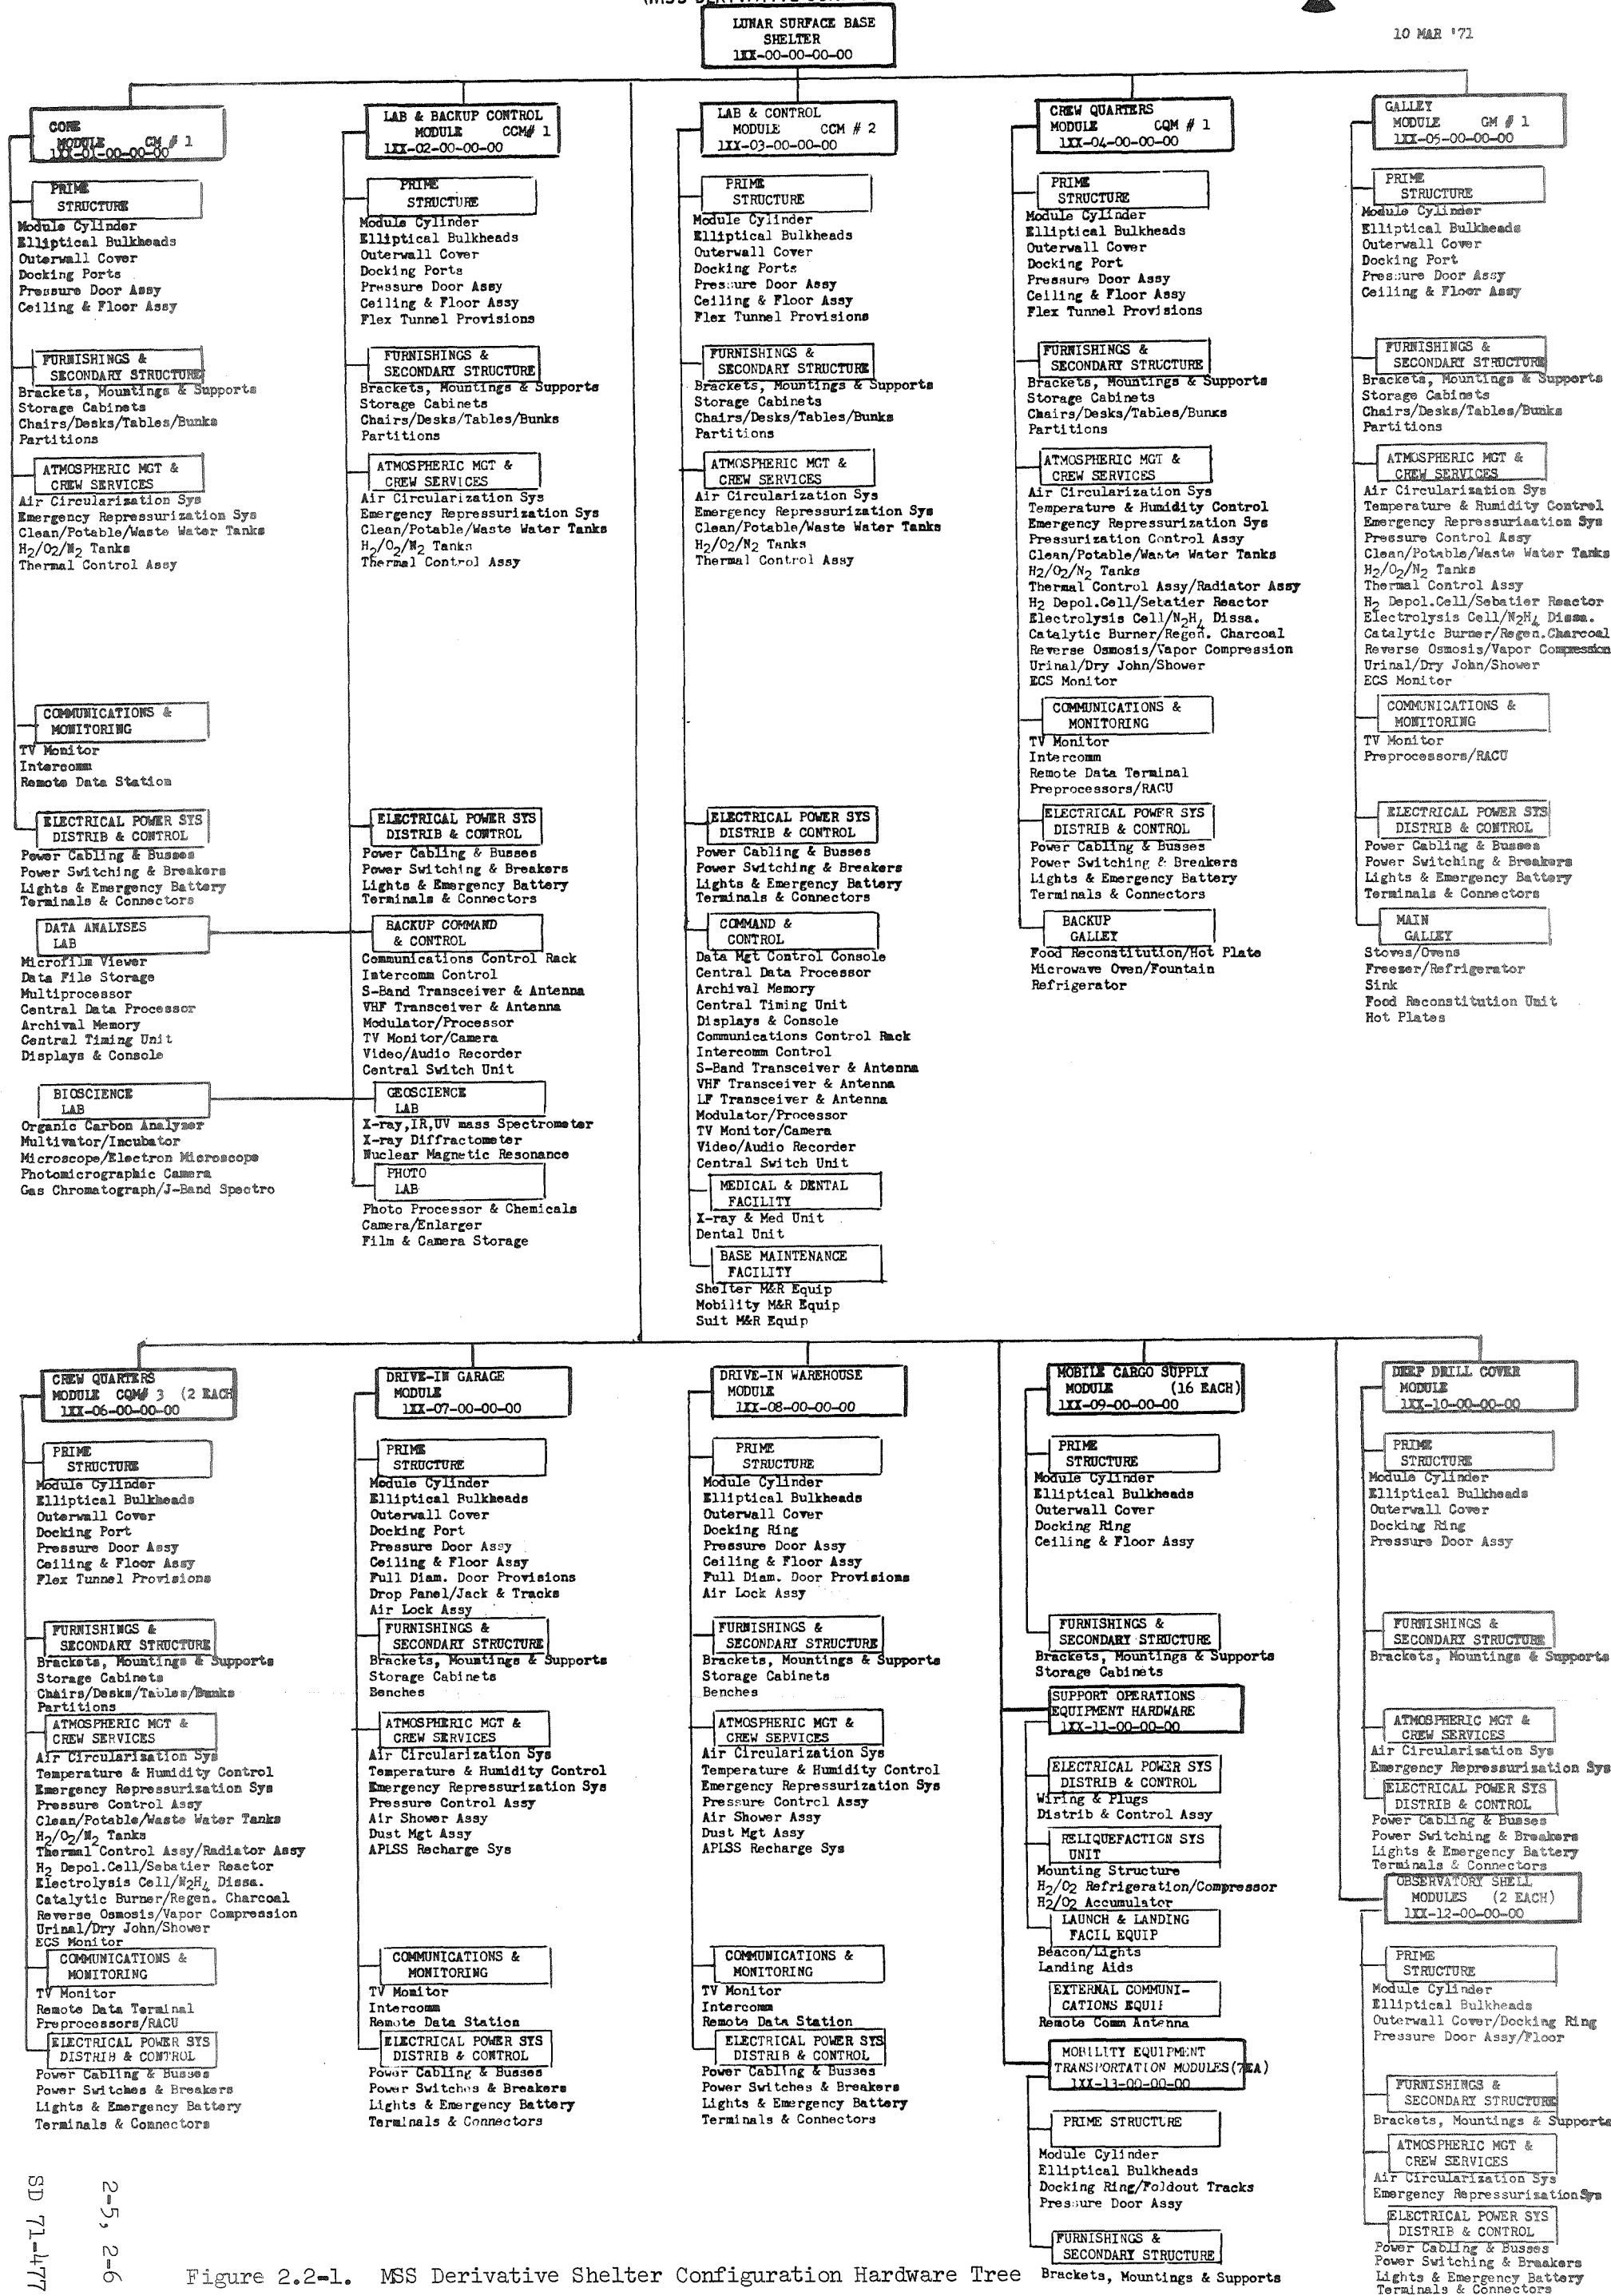 10 MAR '71
LUNAR SURFACE BASE
SHELTER
1XX-00-00-00-00
CORE
MODULE CM # 1
1XX-01-00-00-00
PRIME
STRUCTURE
Module Cylinder
Elliptical Bulkheads
Outerwall Cover
Docking Ports
Pressure Door Assy
Ceiling & Floor Assy
FURNISHINGS &
SECONDARY STRUCTURE
Brackets, Mountings & Supports
Storage Cabinets
Chairs/Desks/Tables/Bunks
Partitions
ATMOSPHERIC MGT &
CREW SERVICES
Air Circularization Sys
Emergency Repressurization Sys
Clean/Potable/Waste Water Tanks
H2/O2/N2 Tanks
Thermal Control Assy
COMMUNICATIONS &
MONITORING
TV Monitor
Intercomm
Remote Data Station
ELECTRICAL POWER SYS
DISTRIB & CONTROL
Power Cabling & Busses
Power Switching & Breakers
Lights & Emergency Battery
Terminals & Connectors
DATA ANALYSES
LAB
Microfilm Viewer
Data File Storage
Multiprocessor
Central Data Processor
Archival Memory
Central Timing Unit
Displays & Console
BIOSCIENCE
LAB
Organic Carbon Analyzer
Multivator/Incubator
Microscope/Electron Microscope
Photomicrographic Camera
Gas Chromatograph/J-Band Spectro
LAB & BACKUP CONTROL
MODULE CCM# 1
1XX-02-00-00-00
PRIME
STRUCTURE
Module Cylinder
Elliptical Bulkheads
Outerwall Cover
Docking Ports
Pressure Door Assy
Ceiling & Floor Assy
Flex Tunnel Provisions
FURNISHINGS &
SECONDARY STRUCTURE
Brackets, Mountings & Supports
Storage Cabinets
Chairs/Desks/Tables/Bunks
Partitions
ATMOSPHERIC MGT &
CREW SERVICES
Air Circularization Sys
Emergency Repressurization Sys
Clean/Potable/Waste Water Tanks
H2/O2/N2 Tanks
Thermal Control Assy
ELECTRICAL POWER SYS
DISTRIB & CONTROL
Power Cabling & Busses
Power Switching & Breakers
Lights & Emergency Battery
Terminals & Connectors
BACKUP COMMAND
& CONTROL
Communications Control Rack
Intercomm Control
S-Band Transceiver & Antenna
VHF Transceiver & Antenna
Modulator/Processor
TV Monitor/Camera
Video/Audio Recorder
Central Switch Unit
GEOSCIENCE
LAB
X-ray,IR,UV mass Spectrometer
X-ray Diffractometer
Nuclear Magnetic Resonance
PHOTO
LAB
Photo Processor & Chemicals
Camera/Enlarger
Film & Camera Storage
LAB & CONTROL
MODULE CCM # 2
1XX-03-00-00-00
PRIME
STRUCTURE
Module Cylinder
Elliptical Bulkheads
Outerwall Cover
Docking Ports
Pressure Door Assy
Ceiling & Floor Assy
Flex Tunnel Provisions
FURNISHINGS &
SECONDARY STRUCTURE
Brackets, Mountings & Supports
Storage Cabinets
Chairs/Desks/Tables/Bunks
Partitions
ATMOSPHERIC MGT &
CREW SERVICES
Air Circularization Sys
Emergency Repressurization Sys
Clean/Potable/Waste Water Tanks
H2/O2/N2 Tanks
Thermal Control Assy
ELECTRICAL POWER SYS
DISTRIB & CONTROL
Power Cabling & Busses
Power Switching & Breakers
Lights & Emergency Battery
Terminals & Connectors
COMMAND &
CONTROL
Data Mgt Control Console
Central Data Processor
Archival Memory
Central Timing Unit
Displays & Console
Communications Control Rack
Intercomm Control
S-Band Transceiver & Antenna
VHF Transceiver & Antenna
LF Transceiver & Antenna
Modulator/Processor
TV Monitor/Camera
Video/Audio Recorder
Central Switch Unit
MEDICAL & DENTAL
FACILITY
X-ray & Med Unit
Dental Unit
BASE MAINTENANCE
FACILITY
Shelter M&R Equip
Mobility M&R Equip
Suit M&R Equip
CREW QUARTERS
MODULE CQM # 1
1XX-04-00-00-00
PRIME
STRUCTURE
Module Cylinder
Elliptical Bulkheads
Outerwall Cover
Docking Port
Pressure Door Assy
Ceiling & Floor Assy
Flex Tunnel Provisions
FURNISHINGS &
SECONDARY STRUCTURE
Brackets, Mountings & Supports
Storage Cabinets
Chairs/Desks/Tables/Bunks
Partitions
ATMOSPHERIC MGT &
CREW SERVICES
Air Circularization Sys
Temperature & Humidity Control
Emergency Repressurization Sys
Pressurization Control Assy
Clean/Potable/Waste Water Tanks
H2/O2/N2 Tanks
Thermal Control Assy/Radiator Assy
H2 Depol.Cell/Sebatier Reactor
Electrolysis Cell/N2H4 Dissa.
Catalytic Burner/Regen. Charcoal
Reverse Osmosis/Vapor Compression
Urinal/Dry John/Shower
ECS Monitor
COMMUNICATIONS &
MONITORING
TV Monitor
Intercomm
Remote Data Terminal
Preprocessors/RACU
ELECTRICAL POWER SYS
DISTRIB & CONTROL
Power Cabling & Busses
Power Switching & Breakers
Lights & Emergency Battery
Terminals & Connectors
BACKUP
GALLEY
Food Reconstitution/Hot Plate
Microwave Oven/Fountain
Refrigerator
GALLEY
MODULE GM # 1
1XX-05-00-00-00
PRIME
STRUCTURE
Module Cylinder
Elliptical Bulkheads
Outerwall Cover
Docking Port
Pressure Door Assy
Ceiling & Floor Assy
FURNISHINGS &
SECONDARY STRUCTURE
Brackets, Mountings & Supports
Storage Cabinets
Chairs/Desks/Tables/Bunks
Partitions
ATMOSPHERIC MGT &
CREW SERVICES
Air Circularization Sys
Temperature & Humidity Control
Emergency Repressurization Sys
Pressure Control Assy
Clean/Potable/Waste Water Tanks
H2/O2/N2 Tanks
Thermal Control Assy
H2 Depol.Cell/Sebatier Reactor
Electrolysis Cell/N2H4 Dissa.
Catalytic Burner/Regen.Charcoal
Reverse Osmosis/Vapor Compression
Urinal/Dry John/Shower
ECS Monitor
COMMUNICATIONS &
MONITORING
TV Monitor
Preprocessors/RACU
ELECTRICAL POWER SYS
DISTRIB & CONTROL
Power Cabling & Busses
Power Switching & Breakers
Lights & Emergency Battery
Terminals & Connectors
MAIN
GALLEY
Stoves/Ovens
Freezer/Refrigerator
Sink
Food Reconstitution Unit
Hot Plates
CREW QUARTERS
MODULE CQM# 3 (2 EACH
1XX-06-00-00-00
PRIME
STRUCTURE
Module Cylinder
Elliptical Bulkheads
Outerwall Cover
Docking Port
Pressure Door Assy
Ceiling & Floor Assy
Flex Tunnel Provisions
FURNISHINGS &
SECONDARY STRUCTURE
Brackets, Mountings & Supports
Storage Cabinets
Chairs/Desks/Tables/Bunks
Partitions
ATMOSPHERIC MGT &
CREW SERVICES
Air Circularization Sys
Temperature & Humidity Control
Emergency Repressurization Sys
Pressure Control Assy
Clean/Potable/Waste Water Tanks
H2/O2/N2 Tanks
Thermal Control Assy/Radiator Assy
H2 Depol.Cell/Sebatier Reactor
Electrolysis Cell/N2H4 Dissa.
Catalytic Burner/Regen. Charcoal
Reverse Osmosis/Vapor Compression
Urinal/Dry John/Shower
ECS Monitor
COMMUNICATIONS &
MONITORING
TV Monitor
Remote Data Terminal
Preprocessors/RACU
ELECTRICAL POWER SYS
DISTRIB & CONTROL
Power Cabling & Busses
Power Switches & Breakers
Lights & Emergency Battery
Terminals & Connectors
DRIVE-IN GARAGE
MODULE
1XX-07-00-00-00
PRIME
STRUCTURE
Module Cylinder
Elliptical Bulkheads
Outerwall Cover
Docking Port
Pressure Door Assy
Ceiling & Floor Assy
Full Diam. Door Provisions
Drop Panel/Jack & Tracks
Air Lock Assy
FURNISHINGS &
SECONDARY STRUCTURE
Brackets, Mountings & Supports
Storage Cabinets
Benches
ATMOSPHERIC MGT &
CREW SERVICES
Air Circularization Sys
Temperature & Humidity Control
Emergency Repressurization Sys
Pressure Control Assy
Air Shower Assy
Dust Mgt Assy
APLSS Recharge Sys
COMMUNICATIONS &
MONITORING
TV Monitor
Intercomm
Remote Data Station
ELECTRICAL POWER SYS
DISTRIB & CONTROL
Power Cabling & Busses
Power Switches & Breakers
Lights & Emergency Battery
Terminals & Connectors
DRIVE-IN WAREHOUSE
MODULE
1XX-08-00-00-00
PRIME
STRUCTURE
Module Cylinder
Elliptical Bulkheads
Outerwall Cover
Docking Ring
Pressure Door Assy
Ceiling & Floor Assy
Full Diam. Door Provisions
Air Lock Assy
FURNISHINGS &
SECONDARY STRUCTURE
Brackets, Mountings & Supports
Storage Cabinets
Benches
ATMOSPHERIC MGT &
CREW SERVICES
Air Circularization Sys
Temperature & Humidity Control
Emergency Repressurization Sys
Pressure Control Assy
Air Shower Assy
Dust Mgt Assy
APLSS Recharge Sys
COMMUNICATIONS &
MONITORING
TV Monitor
Intercomm
Remote Data Station
ELECTRICAL POWER SYS
DISTRIB & CONTROL
Power Cabling & Busses
Power Switches & Breakers
Lights & Emergency Battery
Terminals & Connectors
MOBILE CARGO SUPPLY
MODULE (16 EACH)
1XX-09-00-00-00
PRIME
STRUCTURE
Module Cylinder
Elliptical Bulkheads
Outerwall Cover
Docking Ring
Ceiling & Floor Assy
FURNISHINGS &
SECONDARY STRUCTURE
Brackets, Mountings & Supports
Storage Cabinets
SUPPORT OPERATIONS
EQUIPMENT HARDWARE
1XX-11-00-00-00
ELECTRICAL POWER SYS
DISTRIB & CONTROL
Wiring & Plugs
Distrib & Control Assy
RELIQUEFACTION SYS
UNIT
Mounting Structure
H2/O2 Refrigeration/Compressor
H2/O2 Accumulator
LAUNCH & LANDING
FACIL EQUIP
Beacon/Lights
Landing Aids
EXTERNAL COMMUNI-
CATIONS EQUIP
Remote Comm Antenna
MOBILITY EQUIPMENT
TRANSPORTATION MODULES(7EA)
1XX-13-00-00-00
PRIME STRUCTURE
Module Cylinder
Elliptical Bulkheads
Docking Ring/Foldout Tracks
Pressure Door Assy
FURNISHINGS &
SECONDARY STRUCTURE
Brackets, Mountings & Supports
DEEP DRILL COVER
MODULE
1XX-10-00-00-00
PRIME
STRUCTURE
Module Cylinder
Elliptical Bulkheads
Outerwall Cover
Docking Ring
Pressure Door Assy
FURNISHINGS &
SECONDARY STRUCTURE
Brackets, Mountings & Supports
ATMOSPHERIC MGT &
CREW SERVICES
Air Circularization Sys
Emergency Repressurization Sys
ELECTRICAL POWER SYS
DISTRIB & CONTROL
Power Cabling & Busses
Power Switching & Breakers
Lights & Emergency Battery
Terminals & Connectors
OBSERVATORY SHELL
MODULES (2 EACH)
1XX-12-00-00-00
PRIME
STRUCTURE
Module Cylinder
Elliptical Bulkheads
Outerwall Cover/Docking Ring
Pressure Door Assy/Floor
FURNISHINGS &
SECONDARY STRUCTURE
Brackets, Mountings & Supports
ATMOSPHERIC MGT &
CREW SERVICES
Air Circularization Sys
Emergency Repressurization Sys
ELECTRICAL POWER SYS
DISTRIB & CONTROL
Power Cabling & Busses
Power Switching & Breakers
Lights & Emergency Battery
Terminals & Connectors
2-5, 2-6
SD 71-477
Figure 2.2-1. MSS Derivative Shelter Configuration Hardware Tree